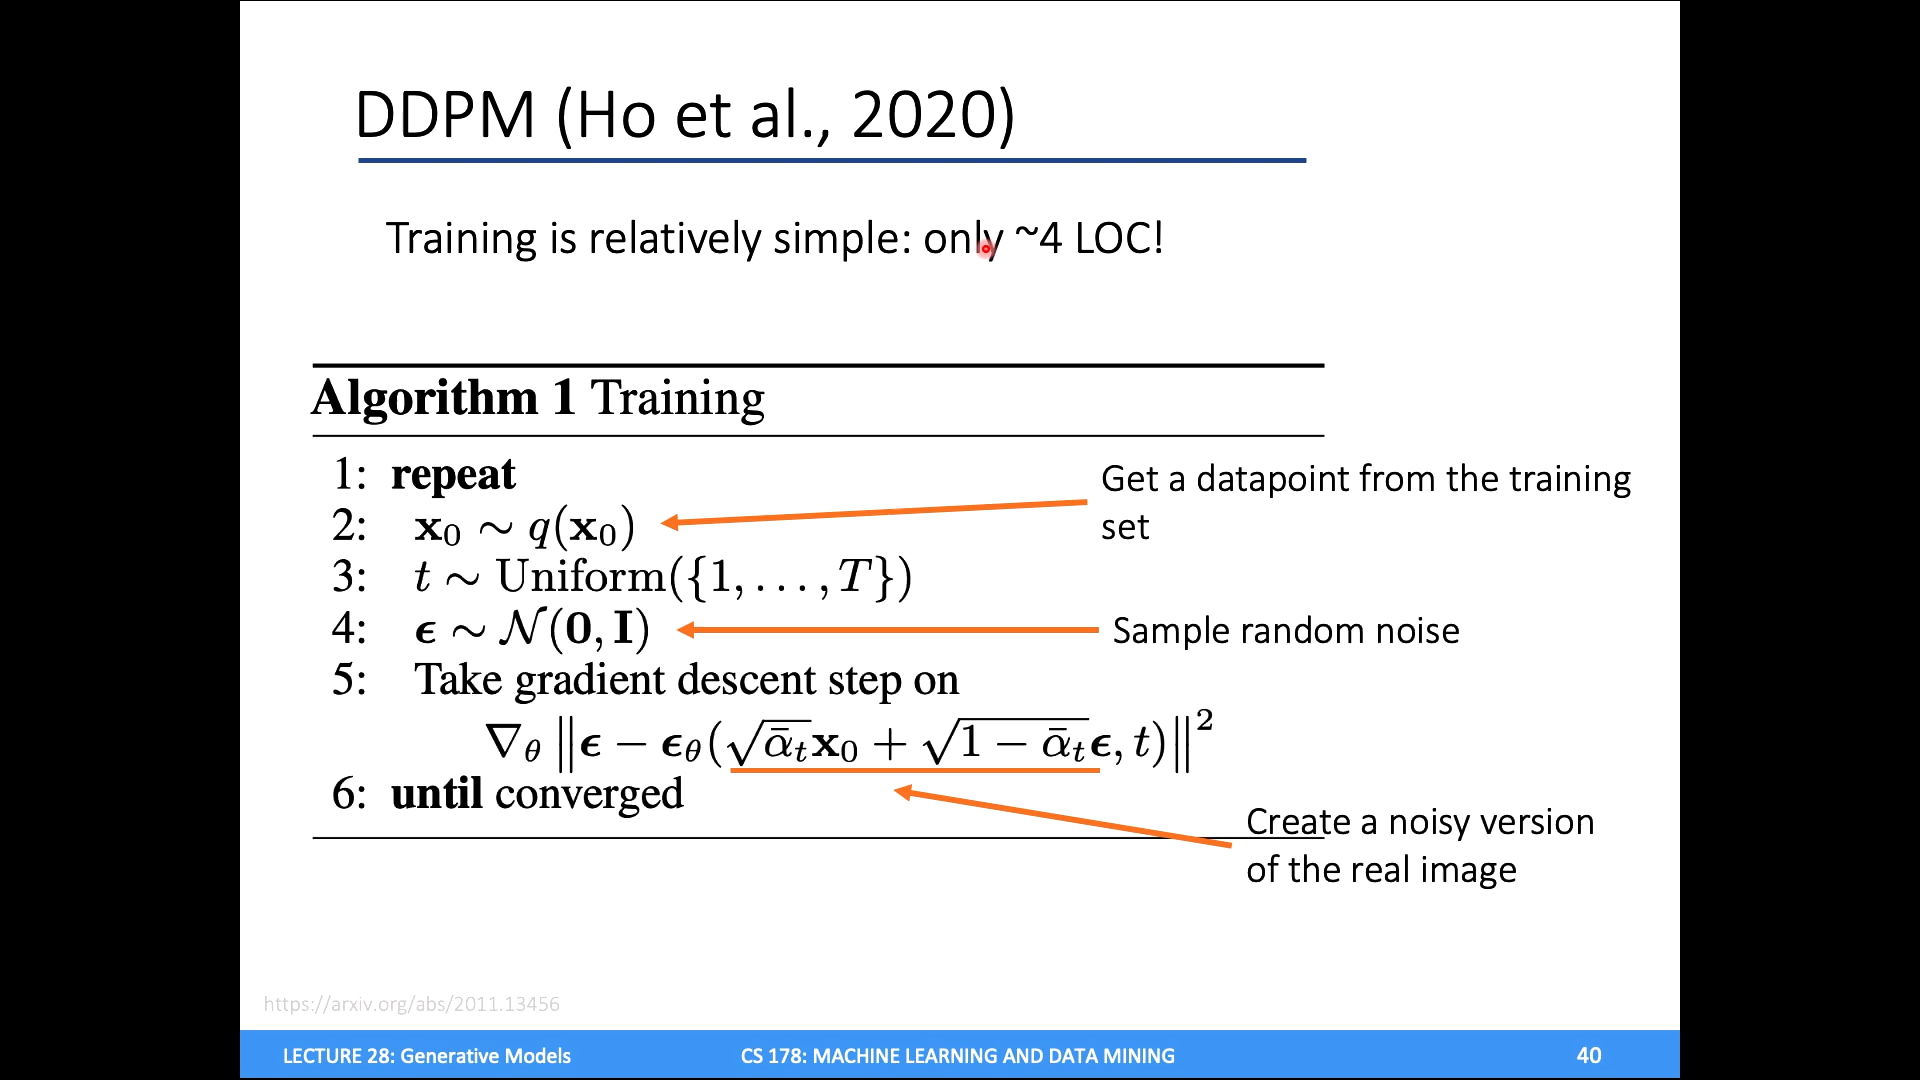 DDPM (Ho et al., 2020)
Training is relatively simple: only ~4 LOC!
Algorithm 1 Training
1: repeat
Get a datapoint from the training
set
2: x₀ ∼ q(x₀)
3: t ∼ Uniform({1, . . . , T})
4: ϵ ∼ 𝒩(0, I)
Sample random noise
5: Take gradient descent step on
∇θ ‖ϵ − ϵθ(√ᾱₜx₀ + √1 − ᾱₜϵ, t)‖²
6: until converged
Create a noisy version
of the real image
https://arxiv.org/abs/2011.13456
LECTURE 28: Generative Models
CS 178: MACHINE LEARNING AND DATA MINING
40